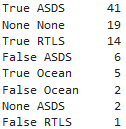 True ASDS 41
None None 19
True RTLS 14
False ASDS 6
True Ocean 5
False Ocean 2
None ASDS 2
False RTLS 1